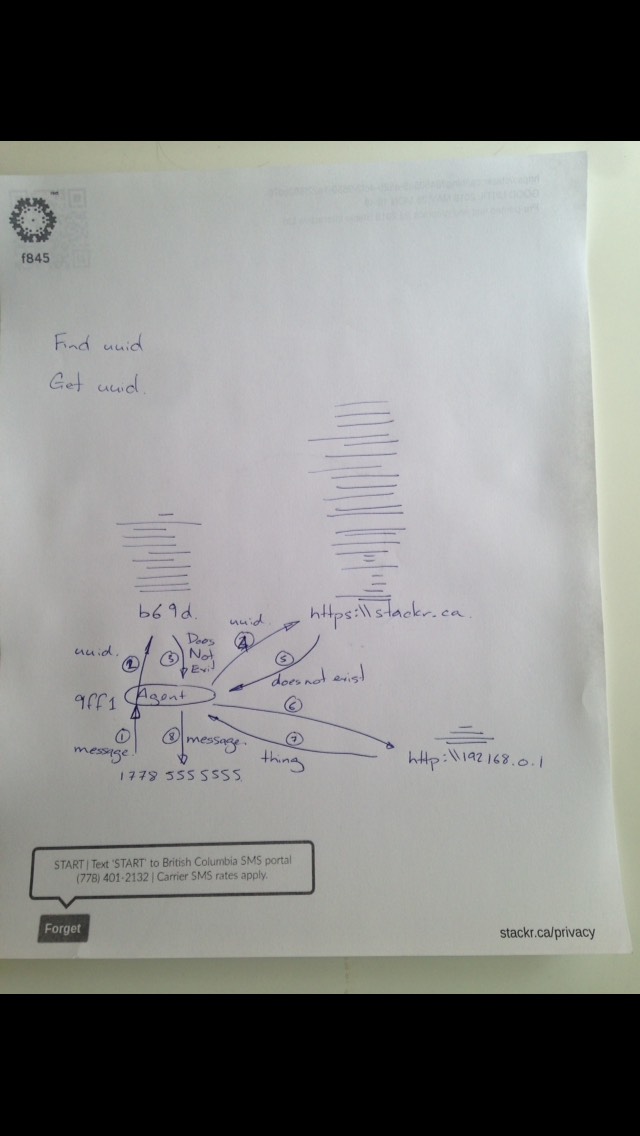 f845
Find uuid
Get uuid.
b69d.
https:\\stackr.ca
uuid.
4
uuid.
2
3
Does
Not
Exist
5
does not exist
9ff1
Agent
6
1
message
8
message.
7
thing
http:\\192168.0.1
1778 555 5555
START | Text 'START' to British Columbia SMS portal
(778) 401-2132 | Carrier SMS rates apply.
Forget
stackr.ca/privacy